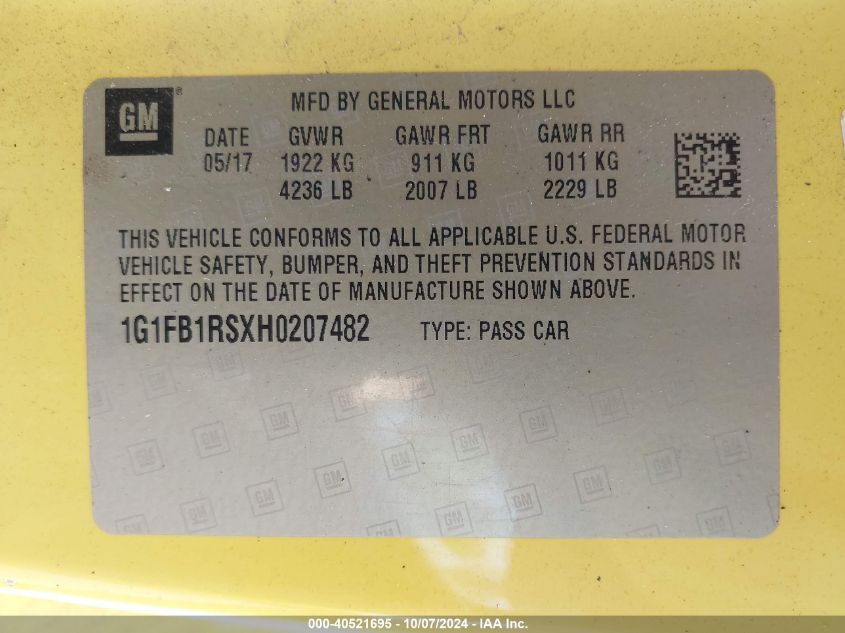 GM ®
MFD BY GENERAL MOTORS LLC
DATE GVWR GAWR FRT GAWR RR
05/17 1922 KG 911 KG 1011 KG
4236 LB 2007 LB 2229 LB
THIS VEHICLE CONFORMS TO ALL APPLICABLE U.S. FEDERAL MOTOR
VEHICLE SAFETY, BUMPER, AND THEFT PREVENTION STANDARDS IN
EFFECT ON THE DATE OF MANUFACTURE SHOWN ABOVE.
1G1FB1RSXH0207482 TYPE: PASS CAR
000-40521695 - 10/07/2024 - IAA Inc.